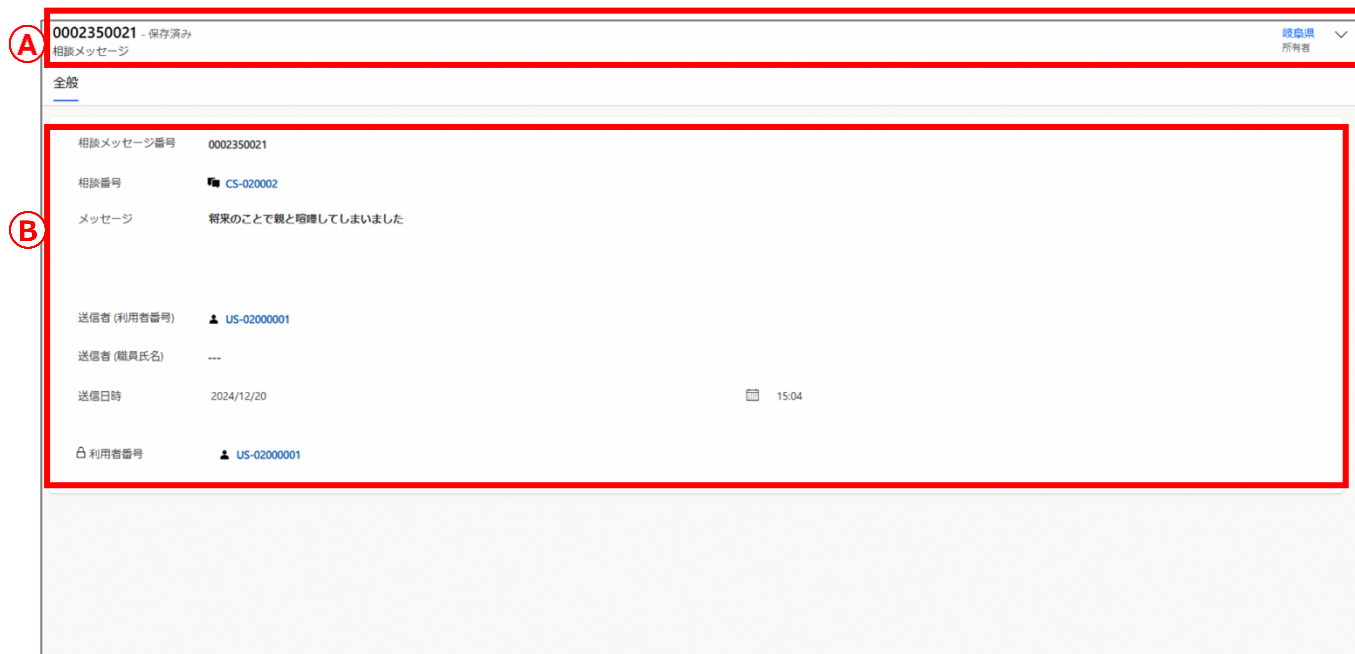 Ⓐ
0002350021 - 保存済み
相談メッセージ
岐阜県
所有者
全般
Ⓑ
相談メッセージ番号 0002350021
相談番号 CS-020002
メッセージ 将来のことで親と喧嘩してしまいました
送信者 (利用者番号) US-02000001
送信者 (職員氏名) ---
送信日時 2024/12/20 15:04
利用者番号 US-02000001